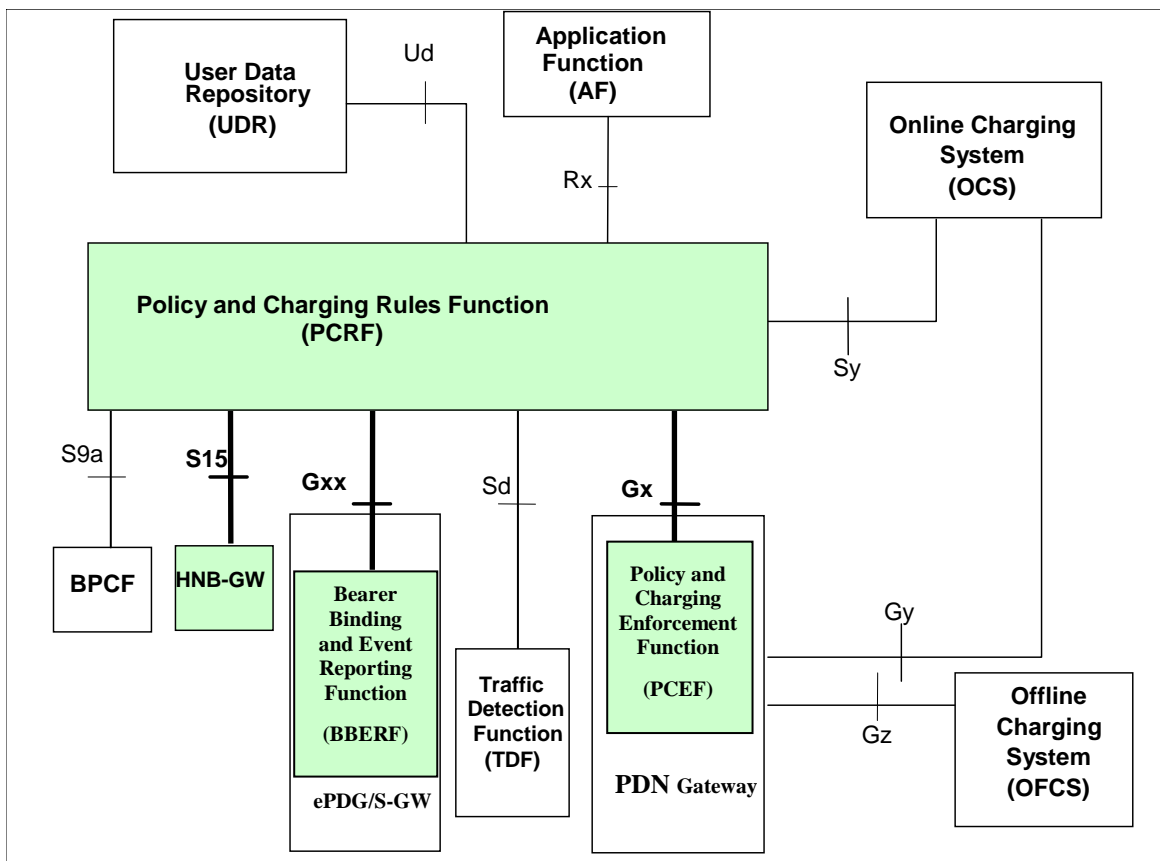 User Data
Repository
(UDR)
Ud
Application
Function
(AF)
Rx
Online Charging
System
(OCS)
Policy and Charging Rules Function
(PCRF)
Sy
S9a
S15
Gxx
Sd
Gx
BPCF
HNB-GW
Bearer
Binding
and Event
Reporting
Function
(BBERF)
ePDG/S-GW
Traffic
Detection
Function
(TDF)
Policy and
Charging
Enforcement
Function
(PCEF)
PDN Gateway
Gy
Gz
Offline
Charging
System
(OFCS)